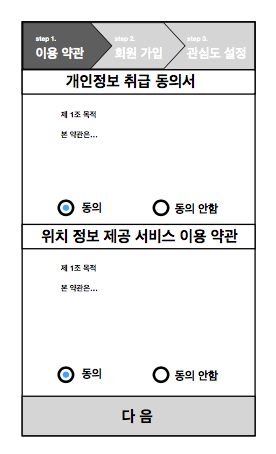 step 1.
이용 약관
step 2.
회원 가입
step 3.
관심도 설정
개인정보 취급 동의서
제 1조 목적
본 약관은...
동의
동의 안함
위치 정보 제공 서비스 이용 약관
제 1조 목적
본 약관은...
동의
동의 안함
다 음